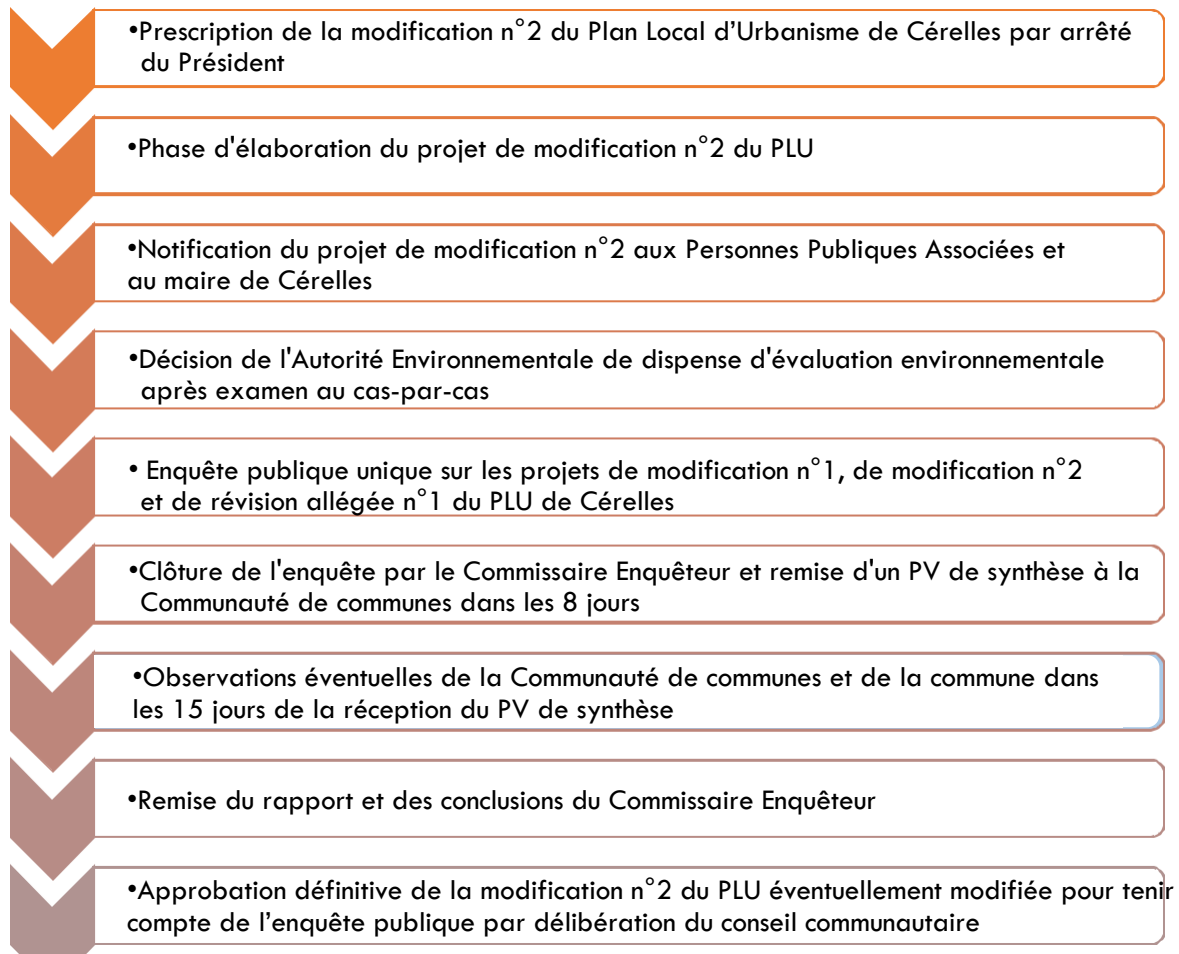 •Prescription de la modification n°2 du Plan Local d’Urbanisme de Cérelles par arrêté
du Président
•Phase d'élaboration du projet de modification n°2 du PLU
•Notification du projet de modification n°2 aux Personnes Publiques Associées et
au maire de Cérelles
•Décision de l'Autorité Environnementale de dispense d'évaluation environnementale
après examen au cas-par-cas
• Enquête publique unique sur les projets de modification n°1, de modification n°2
et de révision allégée n°1 du PLU de Cérelles
•Clôture de l'enquête par le Commissaire Enquêteur et remise d'un PV de synthèse à la
Communauté de communes dans les 8 jours
•Observations éventuelles de la Communauté de communes et de la commune dans
les 15 jours de la réception du PV de synthèse
•Remise du rapport et des conclusions du Commissaire Enquêteur
•Approbation définitive de la modification n°2 du PLU éventuellement modifiée pour tenir
compte de l’enquête publique par délibération du conseil communautaire